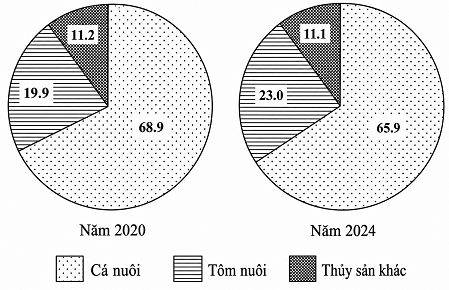 11.2
19.9
68.9
11.1
23.0
65.9
Năm 2020
Năm 2024
Cá nuôi
Tôm nuôi
Thủy sản khác